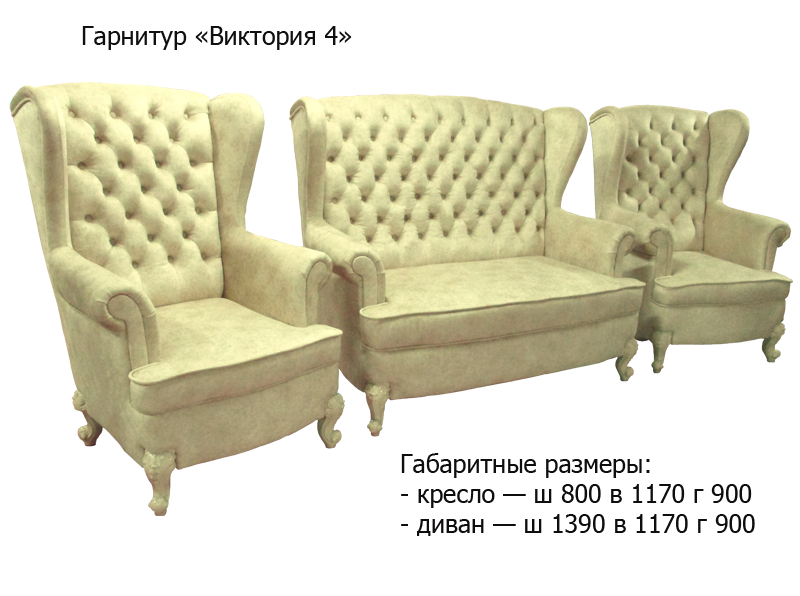 Гарнитур «Виктория 4»
Габаритные размеры:
- кресло — ш 800 в 1170 г 900
- диван — ш 1390 в 1170 г 900